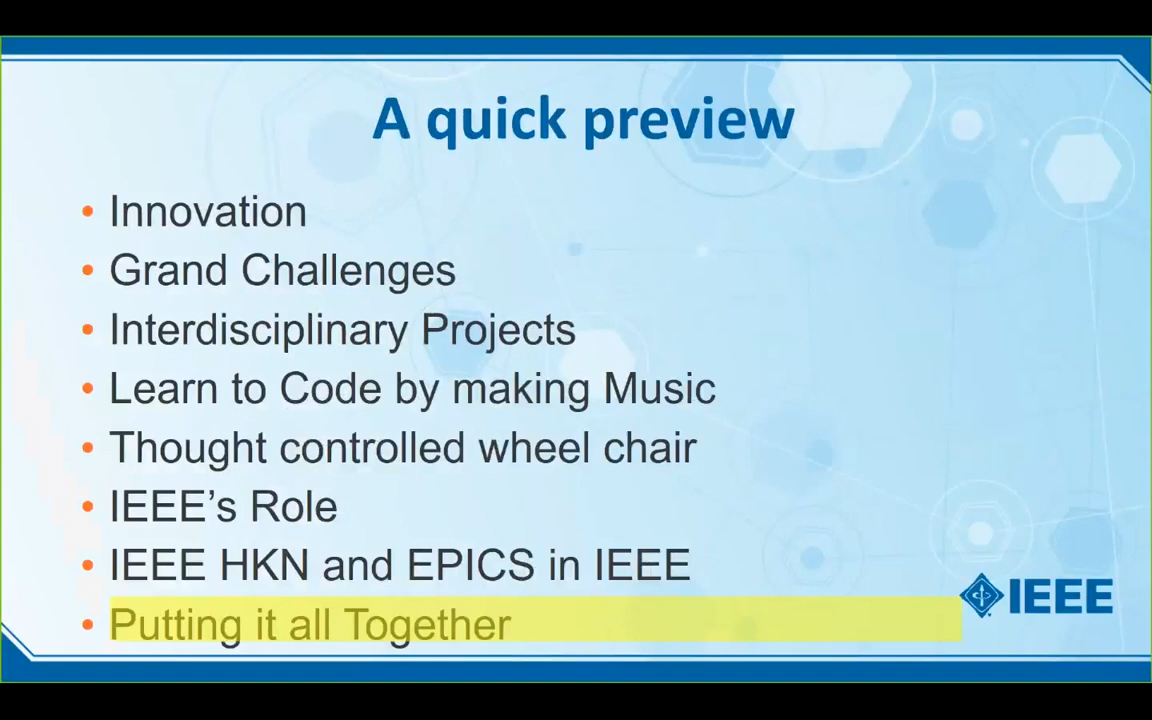 A quick preview
• Innovation
• Grand Challenges
• Interdisciplinary Projects
• Learn to Code by making Music
• Thought controlled wheel chair
• IEEE’s Role
• IEEE HKN and EPICS in IEEE
• Putting it all Together
IEEE